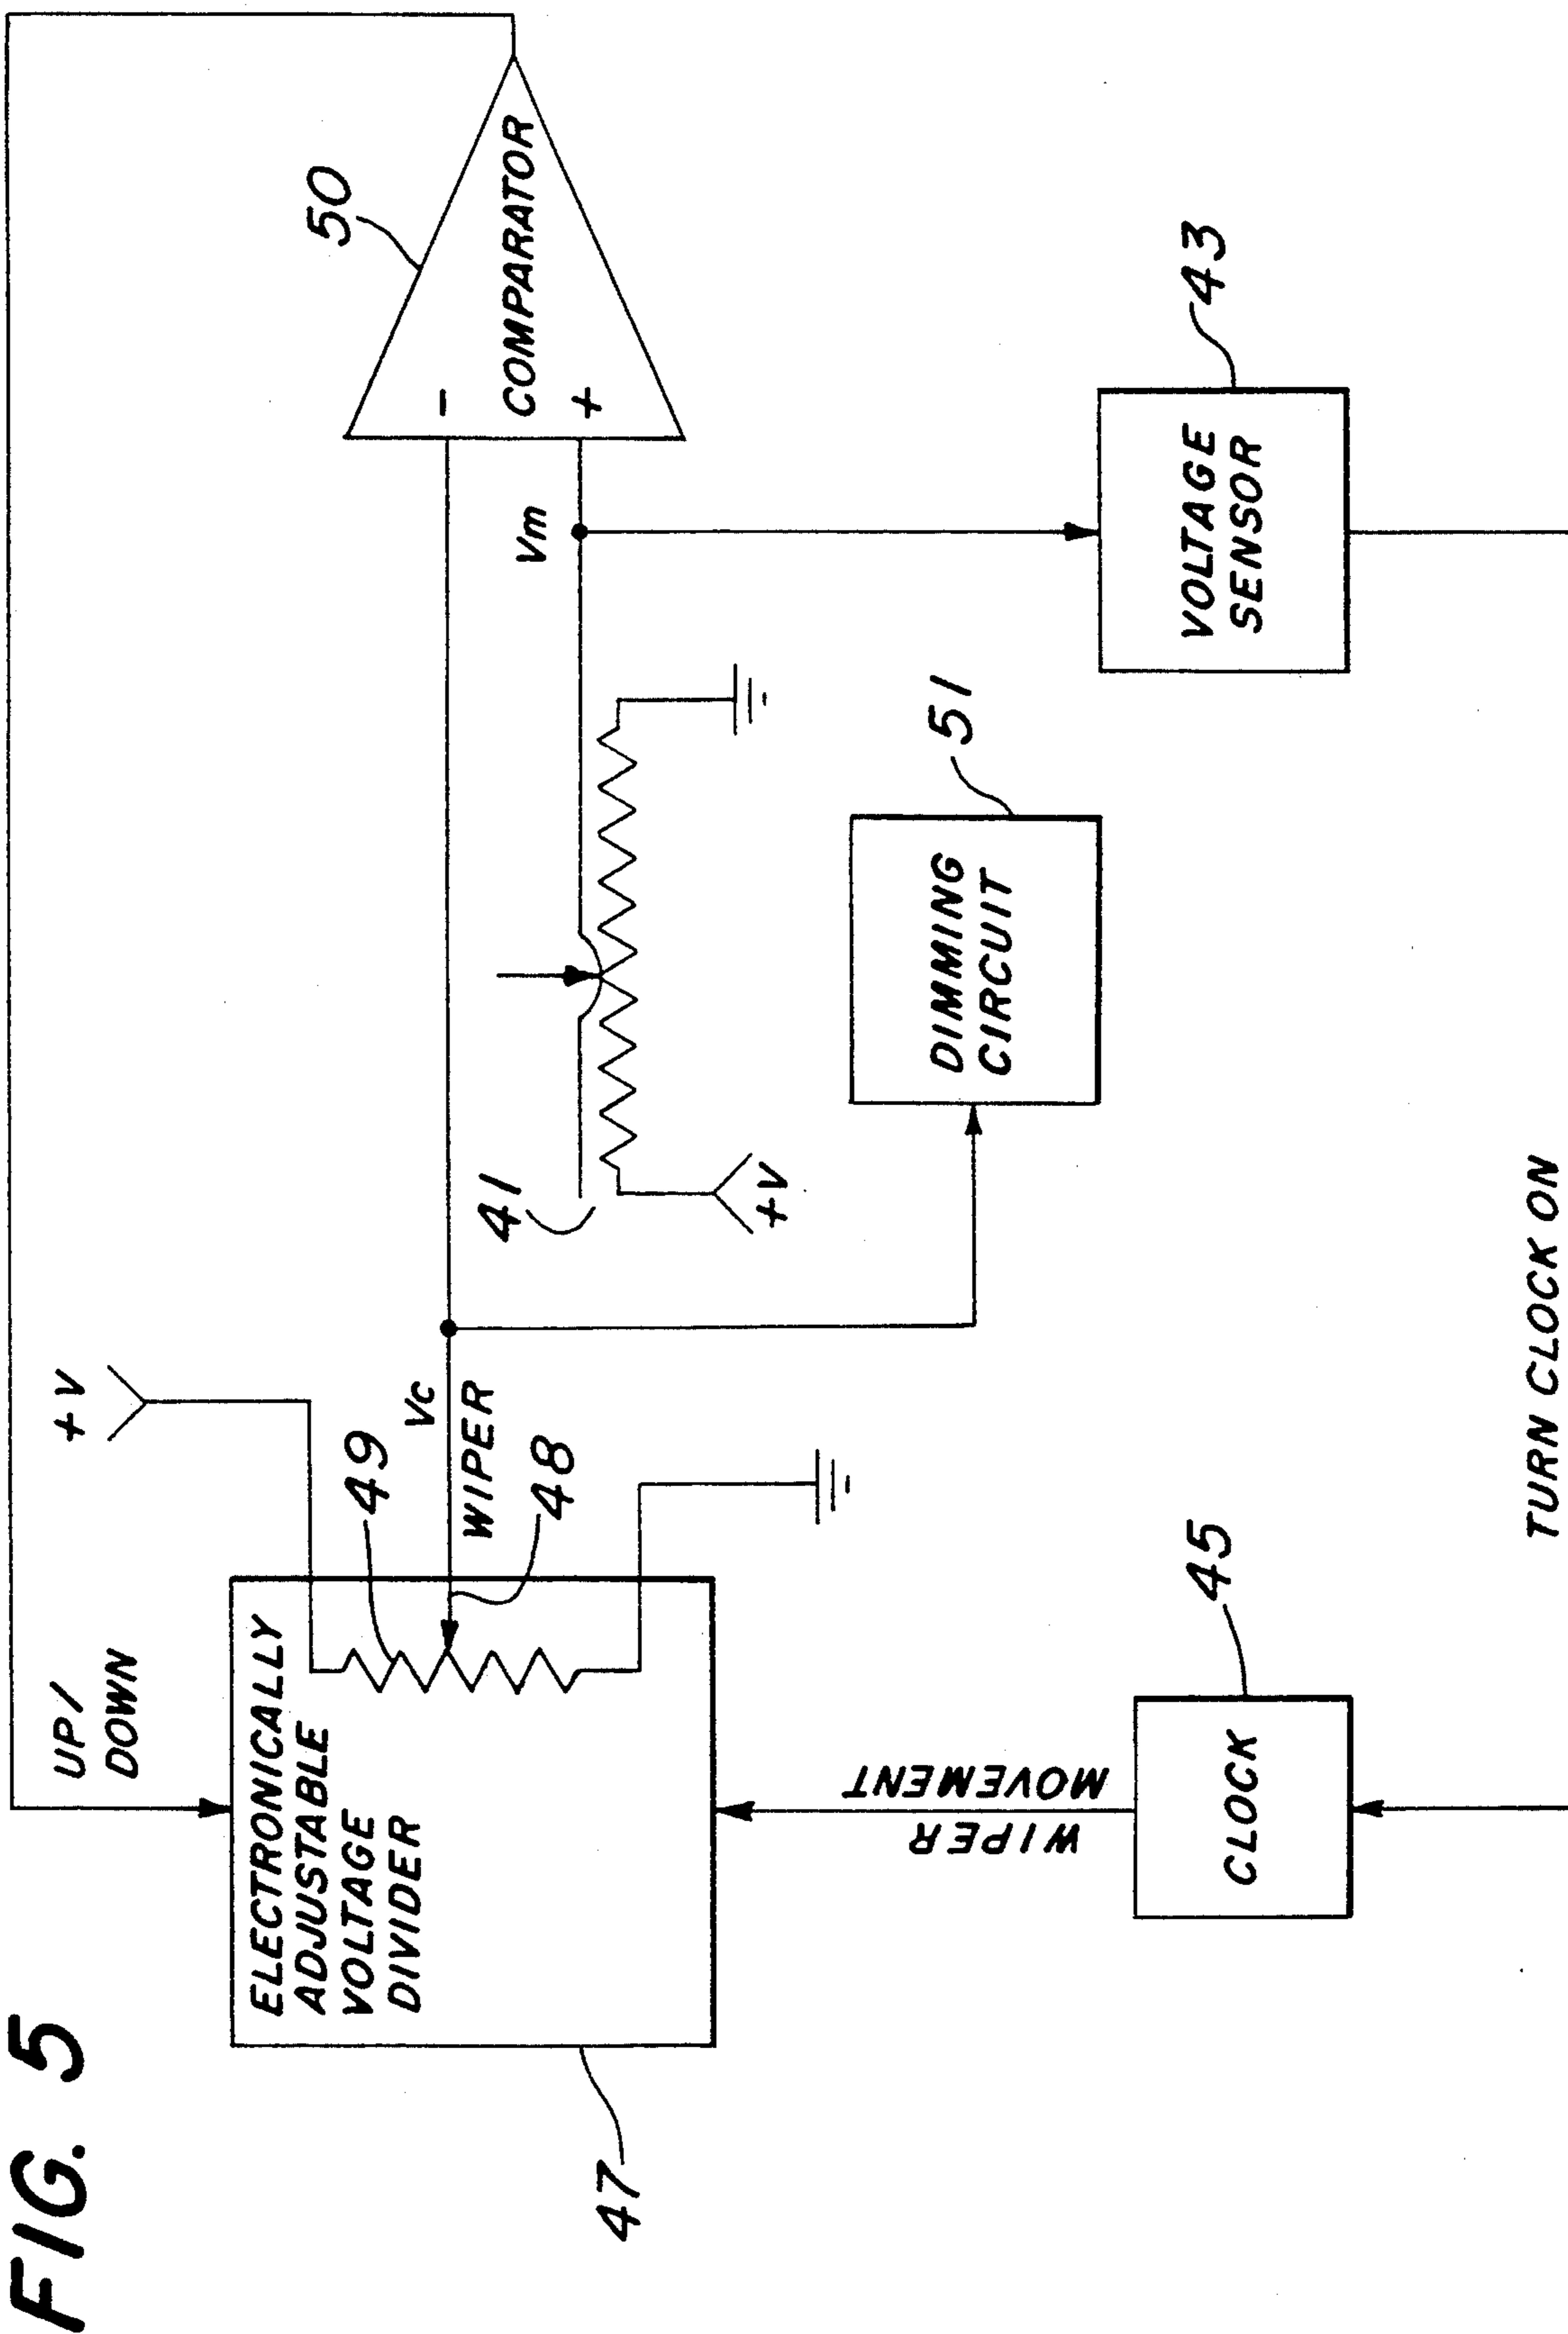 FIG. 5
UP/
DOWN
+V
ELECTRONICALLY
ADJUSTABLE
VOLTAGE
DIVIDER
49
Vc
WIPER
48
47
41
+V
Vm
50
-
COMPARATOR
+
DIMMING
CIRCUIT
51
VOLTAGE
SENSOR
43
WIPER
MOVEMENT
CLOCK
45
TURN CLOCK ON